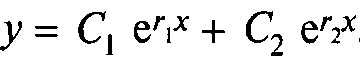 y = C₁ e^{r₁x} + C₂ e^{r₂x}.